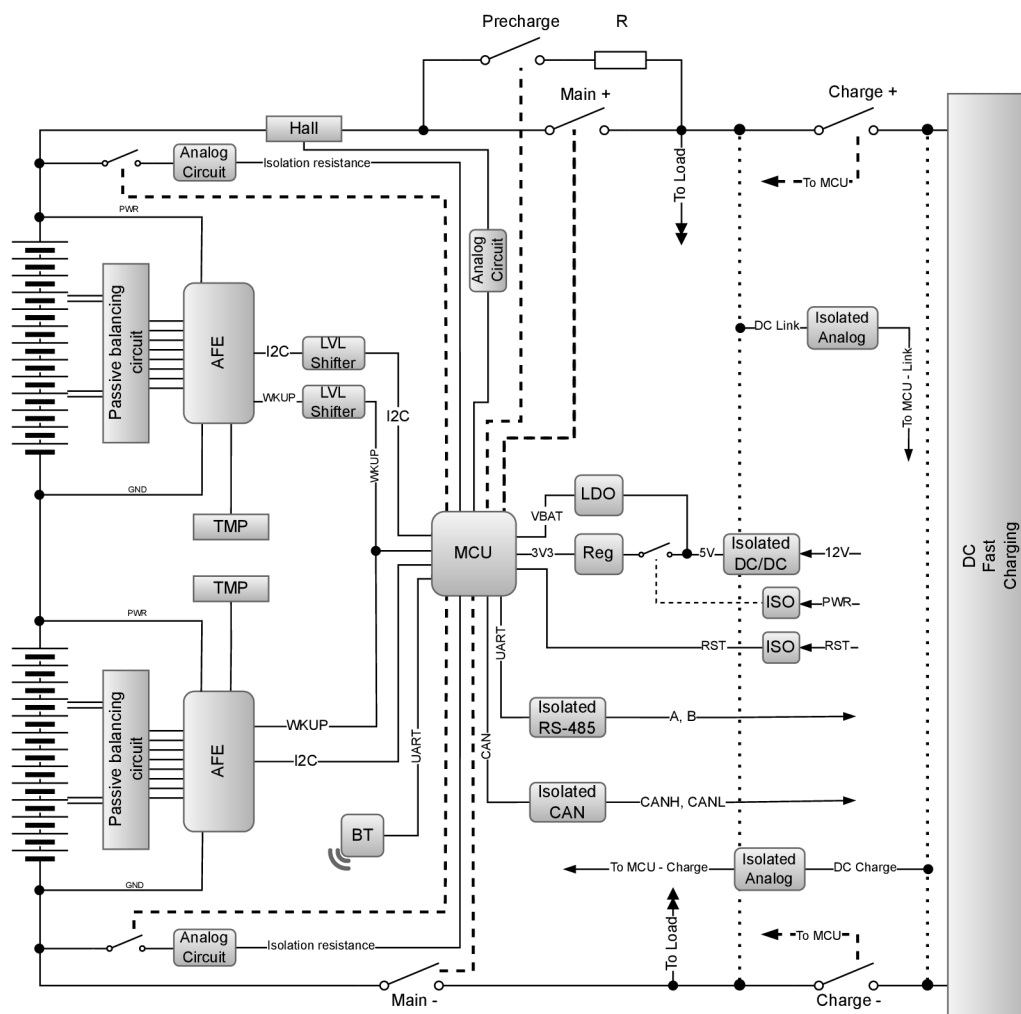 Precharge
R
Main +
Charge +
Hall
Analog
Circuit
Isolation resistance
To MCU
To Load
PWR
Analog
Circuit
Passive balancing
circuit
AFE
I2C
LVL
Shifter
WKUP
LVL
Shifter
I2C
WKUP
DC Link
Isolated
Analog
To MCU - Link
GND
TMP
MCU
VBAT
LDO
3V3
Reg
5V
Isolated
DC/DC
12V
ISO
PWR
RST
ISO
RST
DC
Fast
Charging
TMP
PWR
Passive balancing
circuit
AFE
WKUP
I2C
UART
CAN
UART
Isolated
RS-485
A, B
Isolated
CAN
CANH, CANL
BT
To MCU - Charge
Isolated
Analog
DC Charge
GND
Analog
Circuit
Isolation resistance
To Load
To MCU
Main -
Charge -